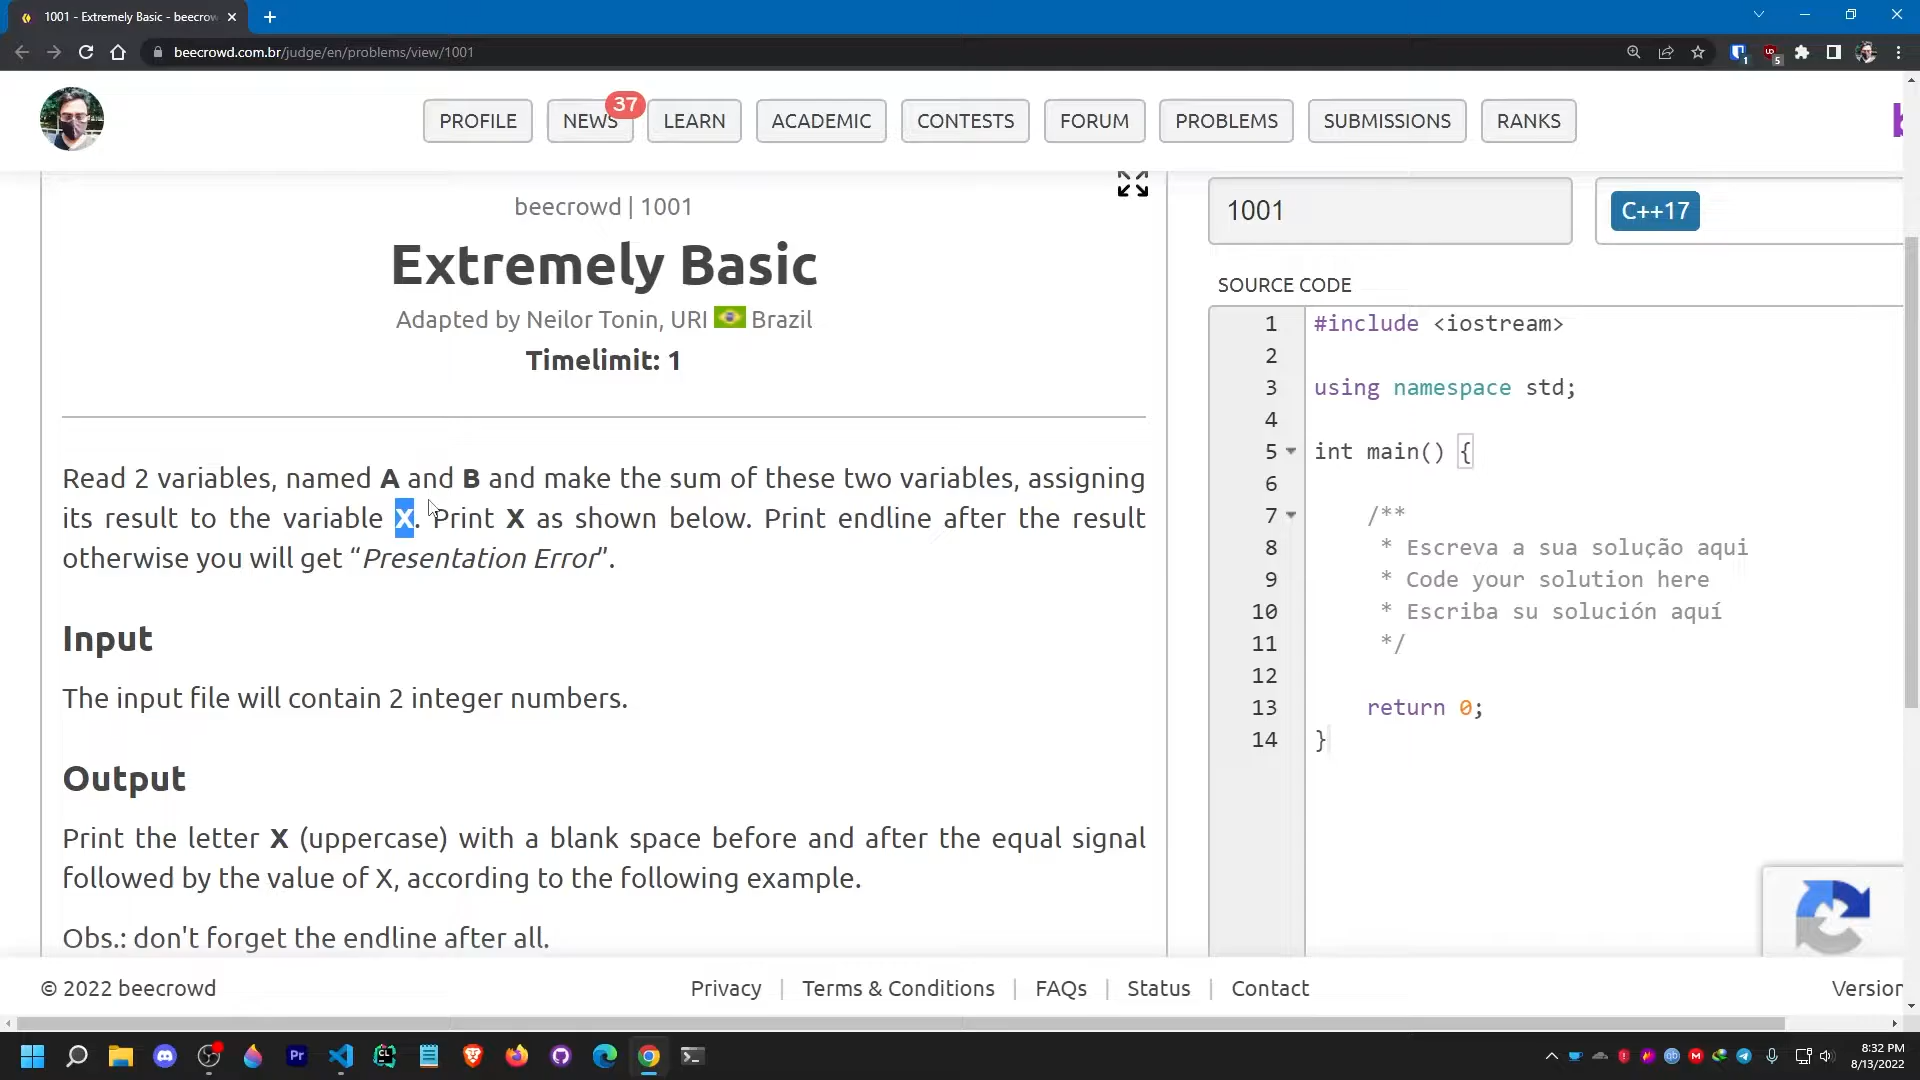 1001 - Extremely Basic - beecrow
beecrowd.com.br/judge/en/problems/view/1001
1
5
PROFILE NEWS 37 LEARN ACADEMIC CONTESTS FORUM PROBLEMS SUBMISSIONS RANKS
beecrowd | 1001
Extremely Basic
Adapted by Neilor Tonin, URI Brazil
Timelimit: 1
Read 2 variables, named A and B and make the sum of these two variables, assigning
its result to the variable X. Print X as shown below. Print endline after the result
otherwise you will get “Presentation Error”.
Input
The input file will contain 2 integer numbers.
Output
Print the letter X (uppercase) with a blank space before and after the equal signal
followed by the value of X, according to the following example.
Obs.: don't forget the endline after all.
1001
C++17
SOURCE CODE
1 #include <iostream>
2
3 using namespace std;
4
5 int main() {
6
7 /**
8 * Escreva a sua solução aqui
9 * Code your solution here
10 * Escriba su solución aquí
11 */
12
13 return 0;
14 }
© 2022 beecrowd
Privacy | Terms & Conditions | FAQs | Status | Contact
Version
Pr
CL
8:32 PM
8/13/2022